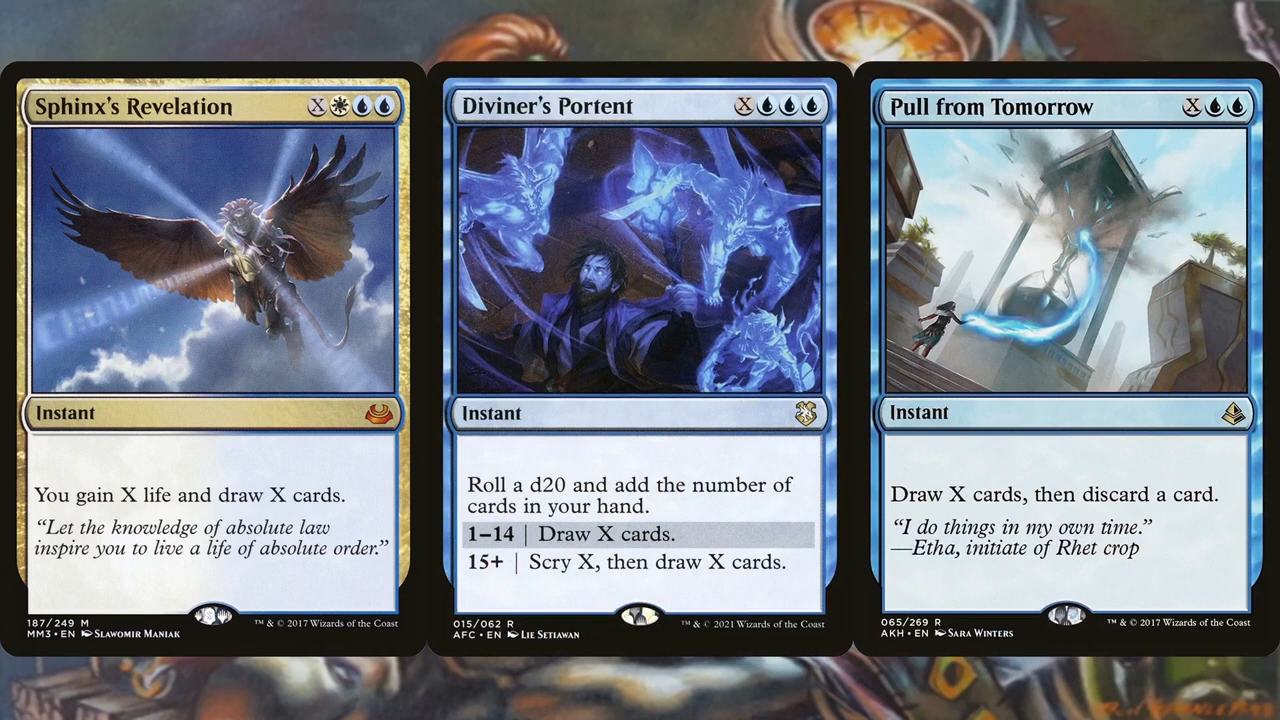 Sphinx's Revelation X
You gain X life and draw X cards.
“Let the knowledge of absolute law
inspire you to live a life of absolute order.”
Instant
187/249 M
MM3 • EN Slawomir Maniak
™ & © 2017 Wizards of the Coast
Diviner's Portent X
Instant
Roll a d20 and add the number of
cards in your hand.
1–14 | Draw X cards.
15+ | Scry X, then draw X cards.
015/062 R
AFC • EN Lie Setiawan
™ & © 2021 Wizards of the Coast
Pull from Tomorrow X
Instant
Draw X cards, then discard a card.
“I do things in my own time.”
—Etha, initiate of Rhet crop
065/269 R
AKH • EN Sara Winters
™ & © 2017 Wizards of the Coast